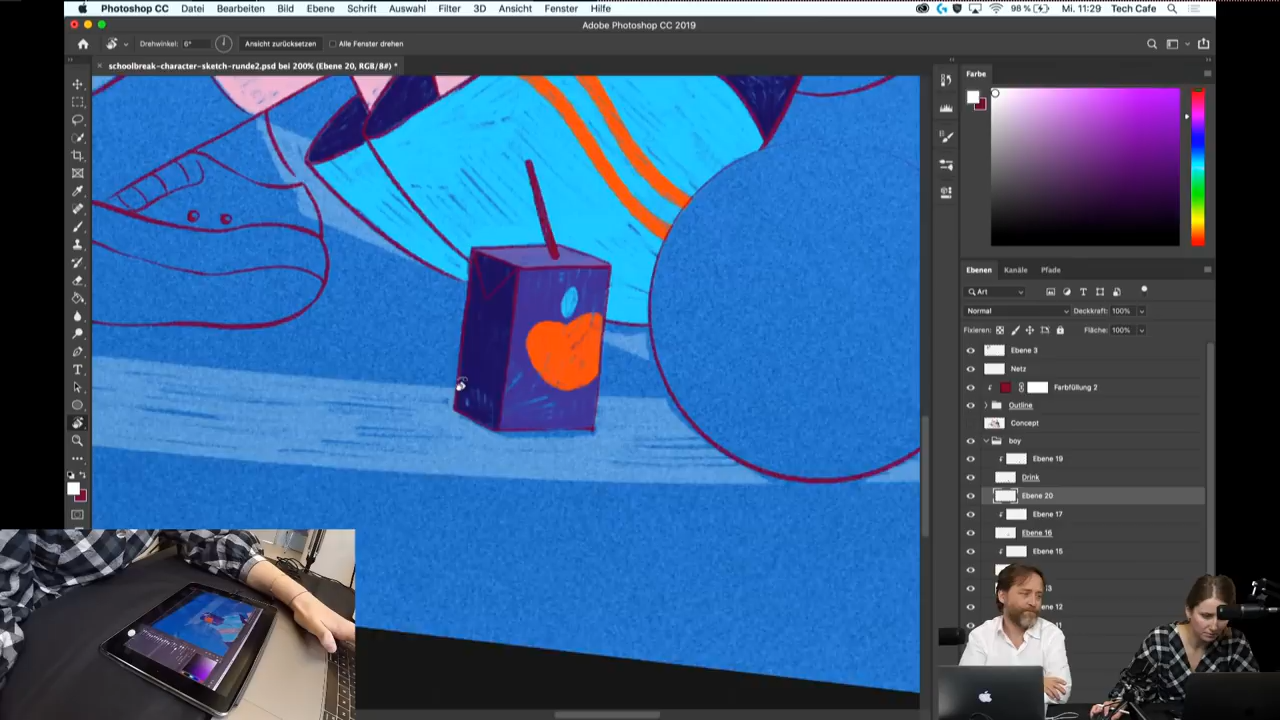 Photoshop CC Datei Bearbeiten Bild Ebene Schrift Auswahl Filter 3D Ansicht Fenster Hilfe 98 % Mi. 11:29 Tech Cafe
Adobe Photoshop CC 2019
Drehwinkel: 0° Ansicht zurücksetzen Alle Fenster drehen
schoolbreak-character-sketch-runde2.psd bei 200% (Ebene 20, RGB/8#) *
Farbe
Ebenen Kanäle Pfade
Art
Normal Deckkraft: 100%
Fixieren: Fläche: 100%
Ebene 3
Netz
Farbfüllung 2
Outline
Concept
boy
Ebene 19
Drink
Ebene 20
Ebene 17
Ebene 16
Ebene 15